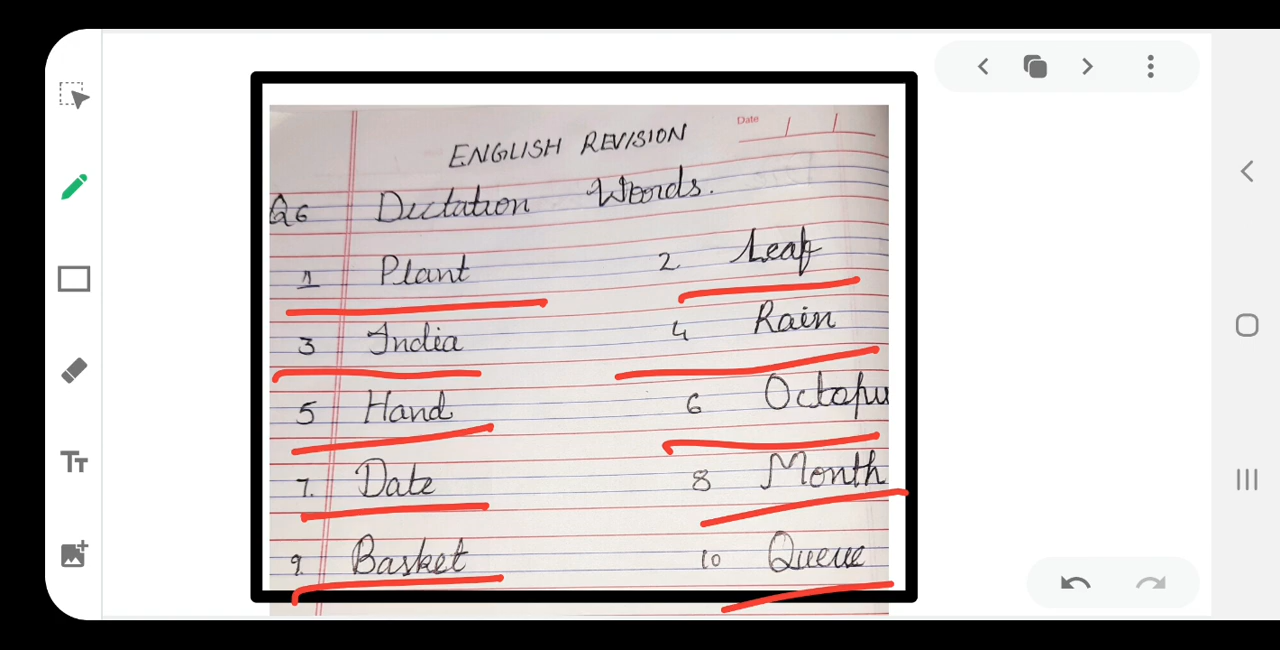 Date
ENGLISH REVISION
Q6 Dictation Words.
1 Plant 2. Leaf
3 India 4 Rain
5 Hand 6 Octopu
7. Date 8 Month
9. Basket 10 Queue